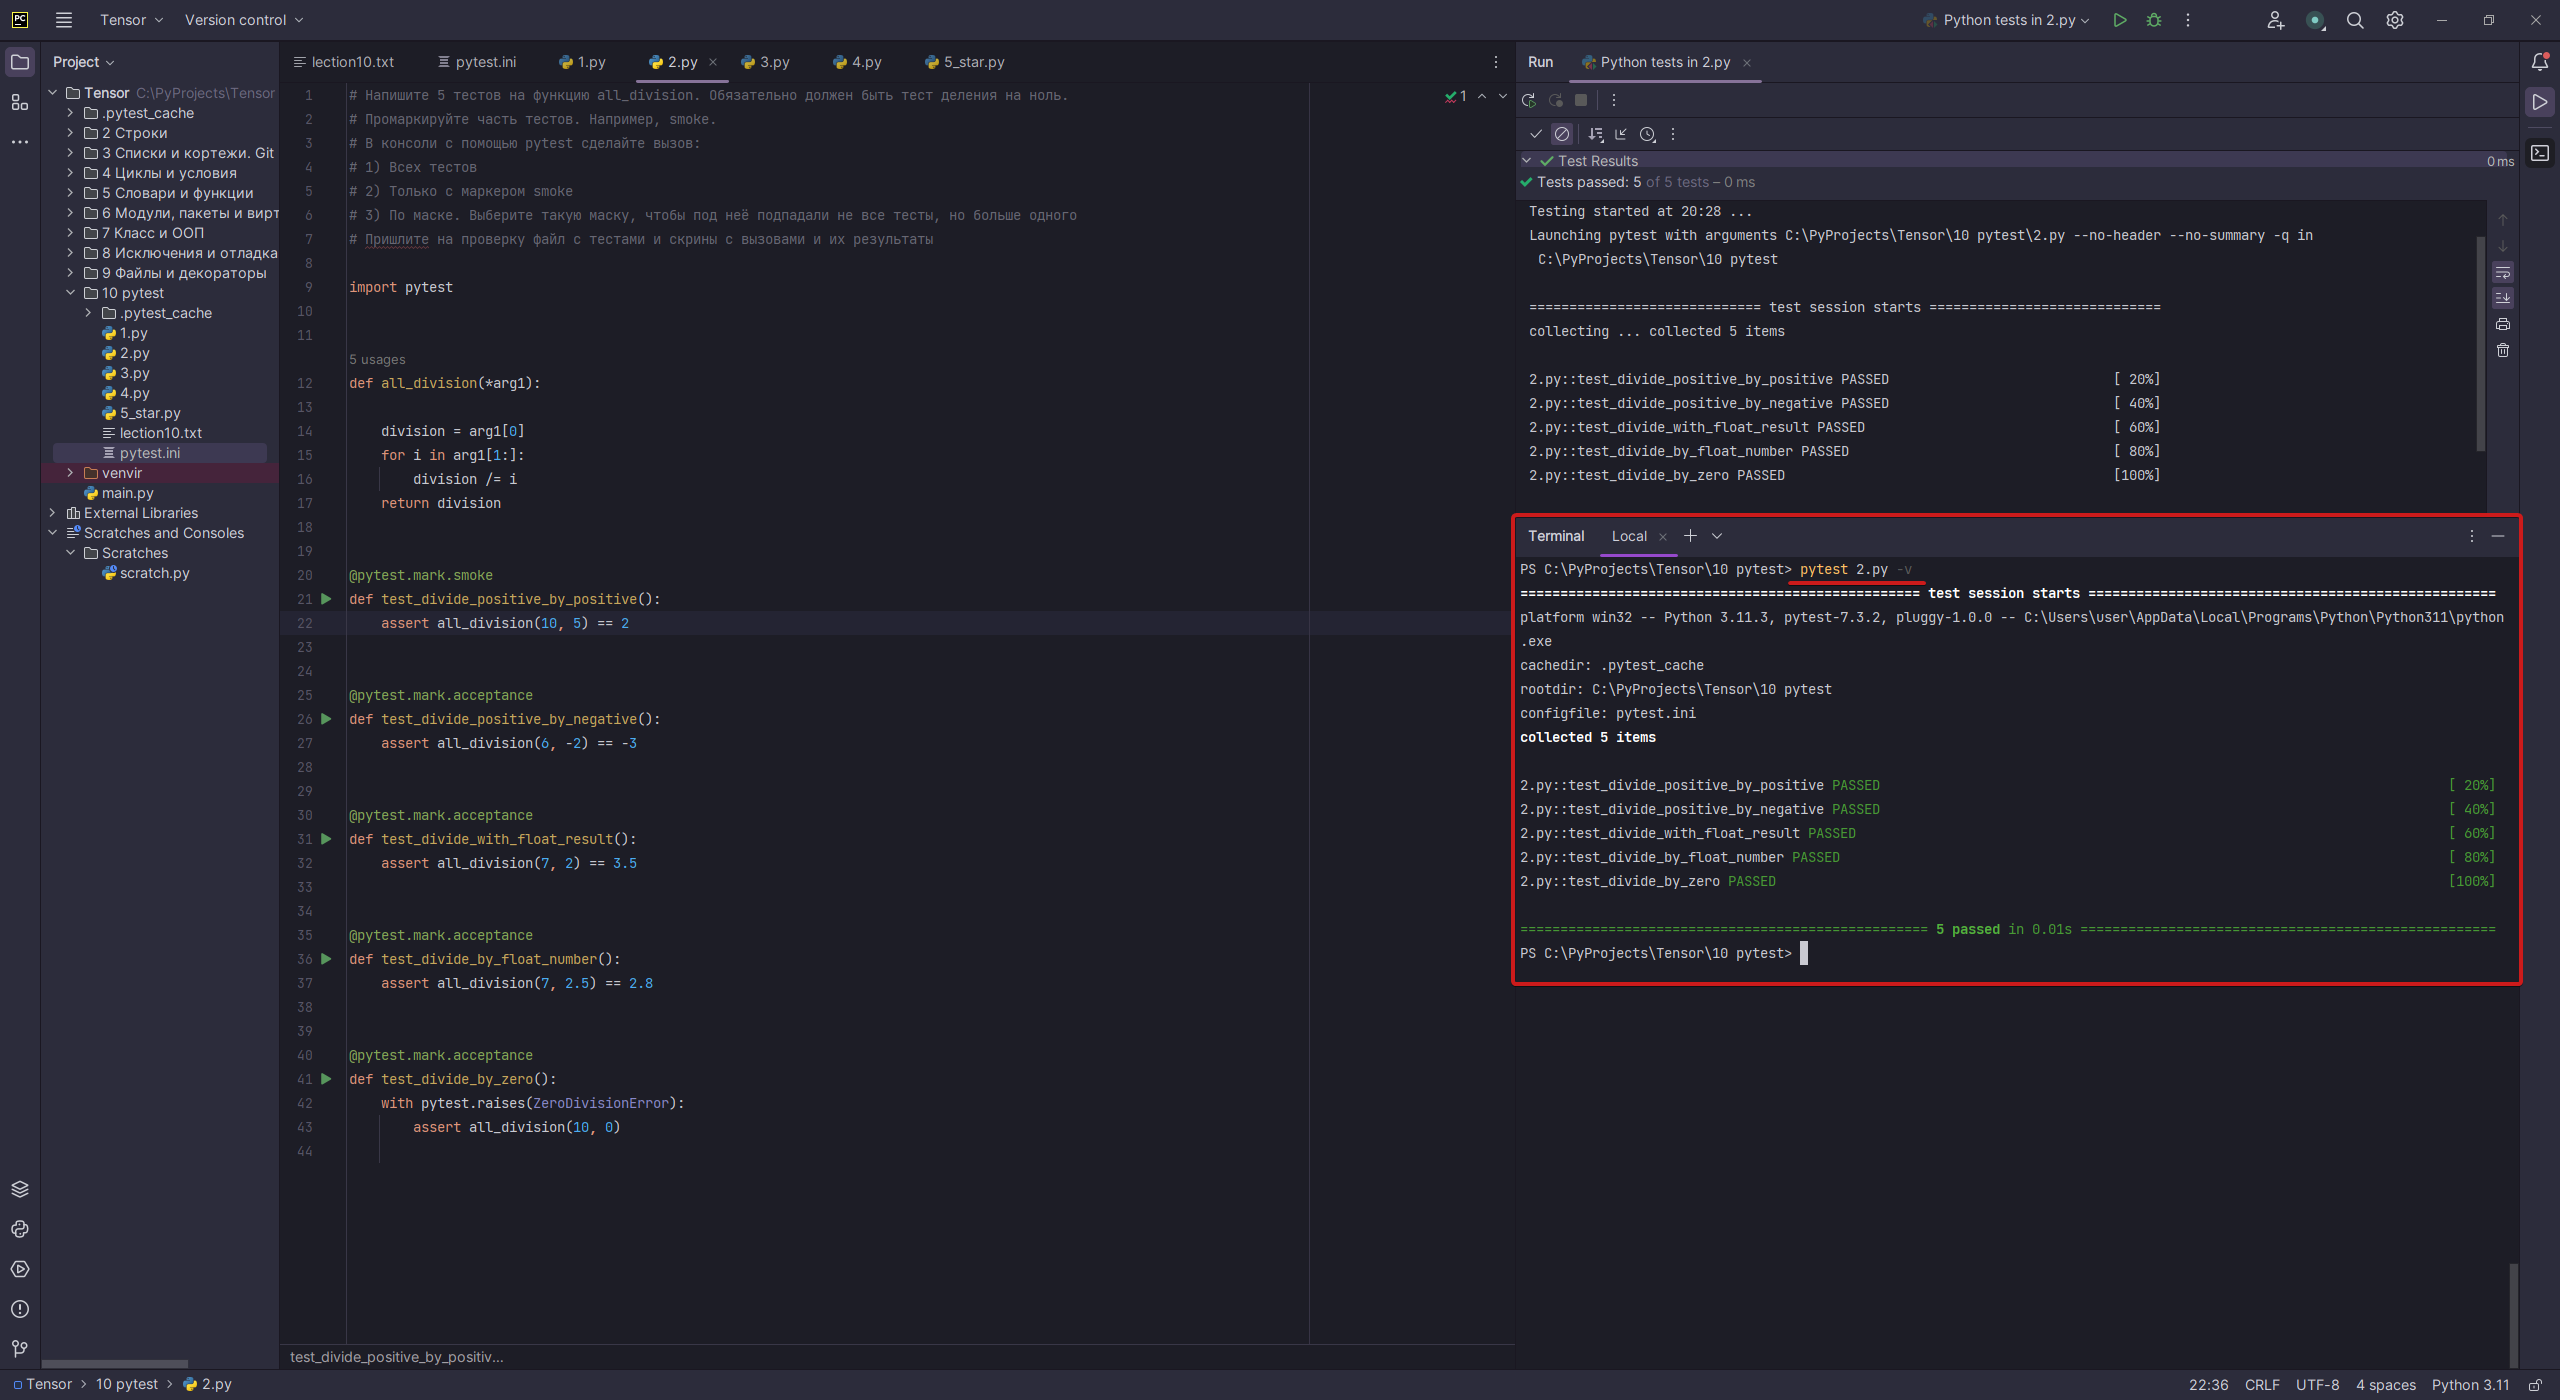 PC Tensor Version control Python tests in 2.py
Project
Tensor C:\PyProjects\Tensor
.pytest_cache
2 Строки
3 Списки и кортежи. Git
4 Циклы и условия
5 Словари и функции
6 Модули, пакеты и вирт
7 Класс и ООП
8 Исключения и отладка
9 Файлы и декораторы
10 pytest
.pytest_cache
1.py
2.py
3.py
4.py
5_star.py
lection10.txt
pytest.ini
venvir
main.py
External Libraries
Scratches and Consoles
Scratches
scratch.py
lection10.txt pytest.ini 1.py 2.py 3.py 4.py 5_star.py
1
1 # Напишите 5 тестов на функцию all_division. Обязательно должен быть тест деления на ноль.
2 # Промаркируйте часть тестов. Например, smoke.
3 # В консоли с помощью pytest сделайте вызов:
4 # 1) Всех тестов
5 # 2) Только с маркером smoke
6 # 3) По маске. Выберите такую маску, чтобы под неё подпадали не все тесты, но больше одного
7 # Пришлите на проверку файл с тестами и скрины с вызовами и их результаты
8
9 import pytest
10
11
5 usages
12 def all_division(*arg1):
13
14 division = arg1[0]
15 for i in arg1[1:]:
16 division /= i
17 return division
18
19
20 @pytest.mark.smoke
21 def test_divide_positive_by_positive():
22 assert all_division(10, 5) == 2
23
24
25 @pytest.mark.acceptance
26 def test_divide_positive_by_negative():
27 assert all_division(6, -2) == -3
28
29
30 @pytest.mark.acceptance
31 def test_divide_with_float_result():
32 assert all_division(7, 2) == 3.5
33
34
35 @pytest.mark.acceptance
36 def test_divide_by_float_number():
37 assert all_division(7, 2.5) == 2.8
38
39
40 @pytest.mark.acceptance
41 def test_divide_by_zero():
42 with pytest.raises(ZeroDivisionError):
43 assert all_division(10, 0)
44
test_divide_positive_by_positiv...
Run Python tests in 2.py
Test Results 0 ms
Tests passed: 5 of 5 tests – 0 ms
Testing started at 20:28 ...
Launching pytest with arguments C:\PyProjects\Tensor\10 pytest\2.py --no-header --no-summary -q in
C:\PyProjects\Tensor\10 pytest
============================= test session starts =============================
collecting ... collected 5 items
2.py::test_divide_positive_by_positive PASSED [ 20%]
2.py::test_divide_positive_by_negative PASSED [ 40%]
2.py::test_divide_with_float_result PASSED [ 60%]
2.py::test_divide_by_float_number PASSED [ 80%]
2.py::test_divide_by_zero PASSED [100%]
Terminal Local
PS C:\PyProjects\Tensor\10 pytest> pytest 2.py -v
================================================== test session starts ===================================================
platform win32 -- Python 3.11.3, pytest-7.3.2, pluggy-1.0.0 -- C:\Users\user\AppData\Local\Programs\Python\Python311\python
.exe
cachedir: .pytest_cache
rootdir: C:\PyProjects\Tensor\10 pytest
configfile: pytest.ini
collected 5 items
2.py::test_divide_positive_by_positive PASSED [ 20%]
2.py::test_divide_positive_by_negative PASSED [ 40%]
2.py::test_divide_with_float_result PASSED [ 60%]
2.py::test_divide_by_float_number PASSED [ 80%]
2.py::test_divide_by_zero PASSED [100%]
=================================================== 5 passed in 0.01s ====================================================
PS C:\PyProjects\Tensor\10 pytest>
Tensor > 10 pytest > 2.py 22:36 CRLF UTF-8 4 spaces Python 3.11